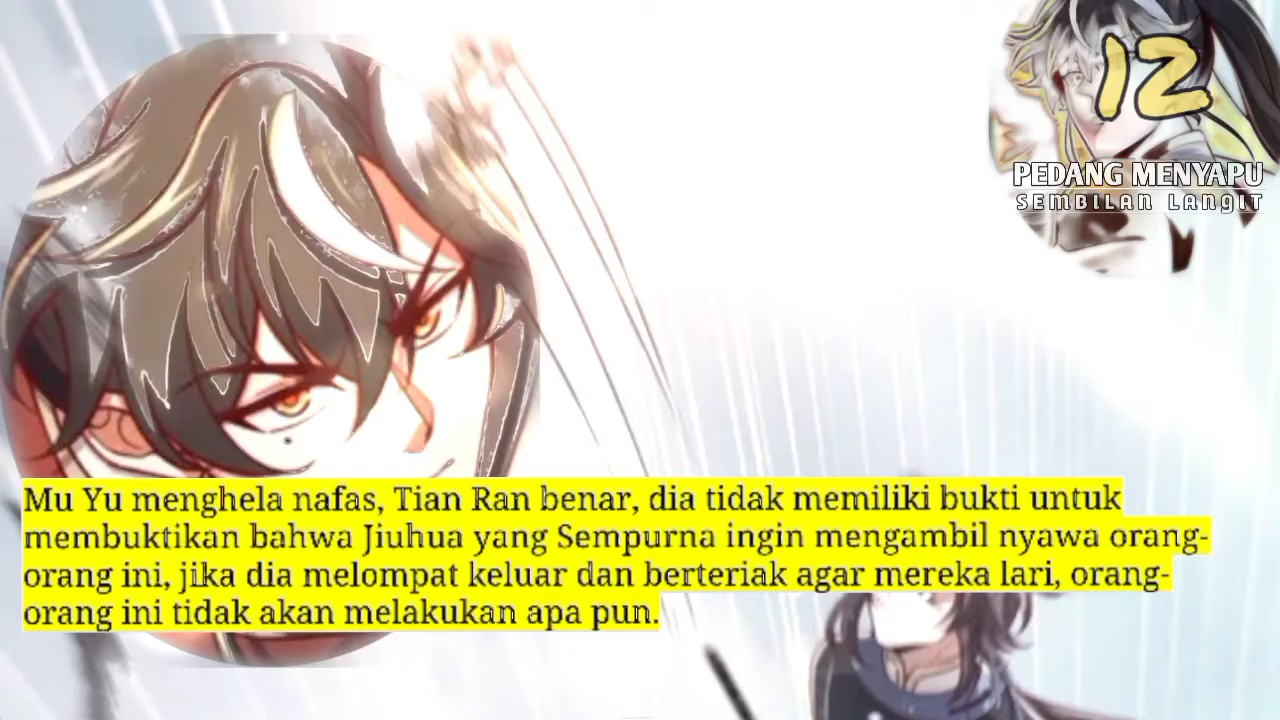 12
PEDANG MENYAPU
SEMBILAN LANGIT
Mu Yu menghela nafas, Tian Ran benar, dia tidak memiliki bukti untuk
membuktikan bahwa Jiuhua yang Sempurna ingin mengambil nyawa orang-
orang ini, jika dia melompat keluar dan berteriak agar mereka lari, orang-
orang ini tidak akan melakukan apa pun.